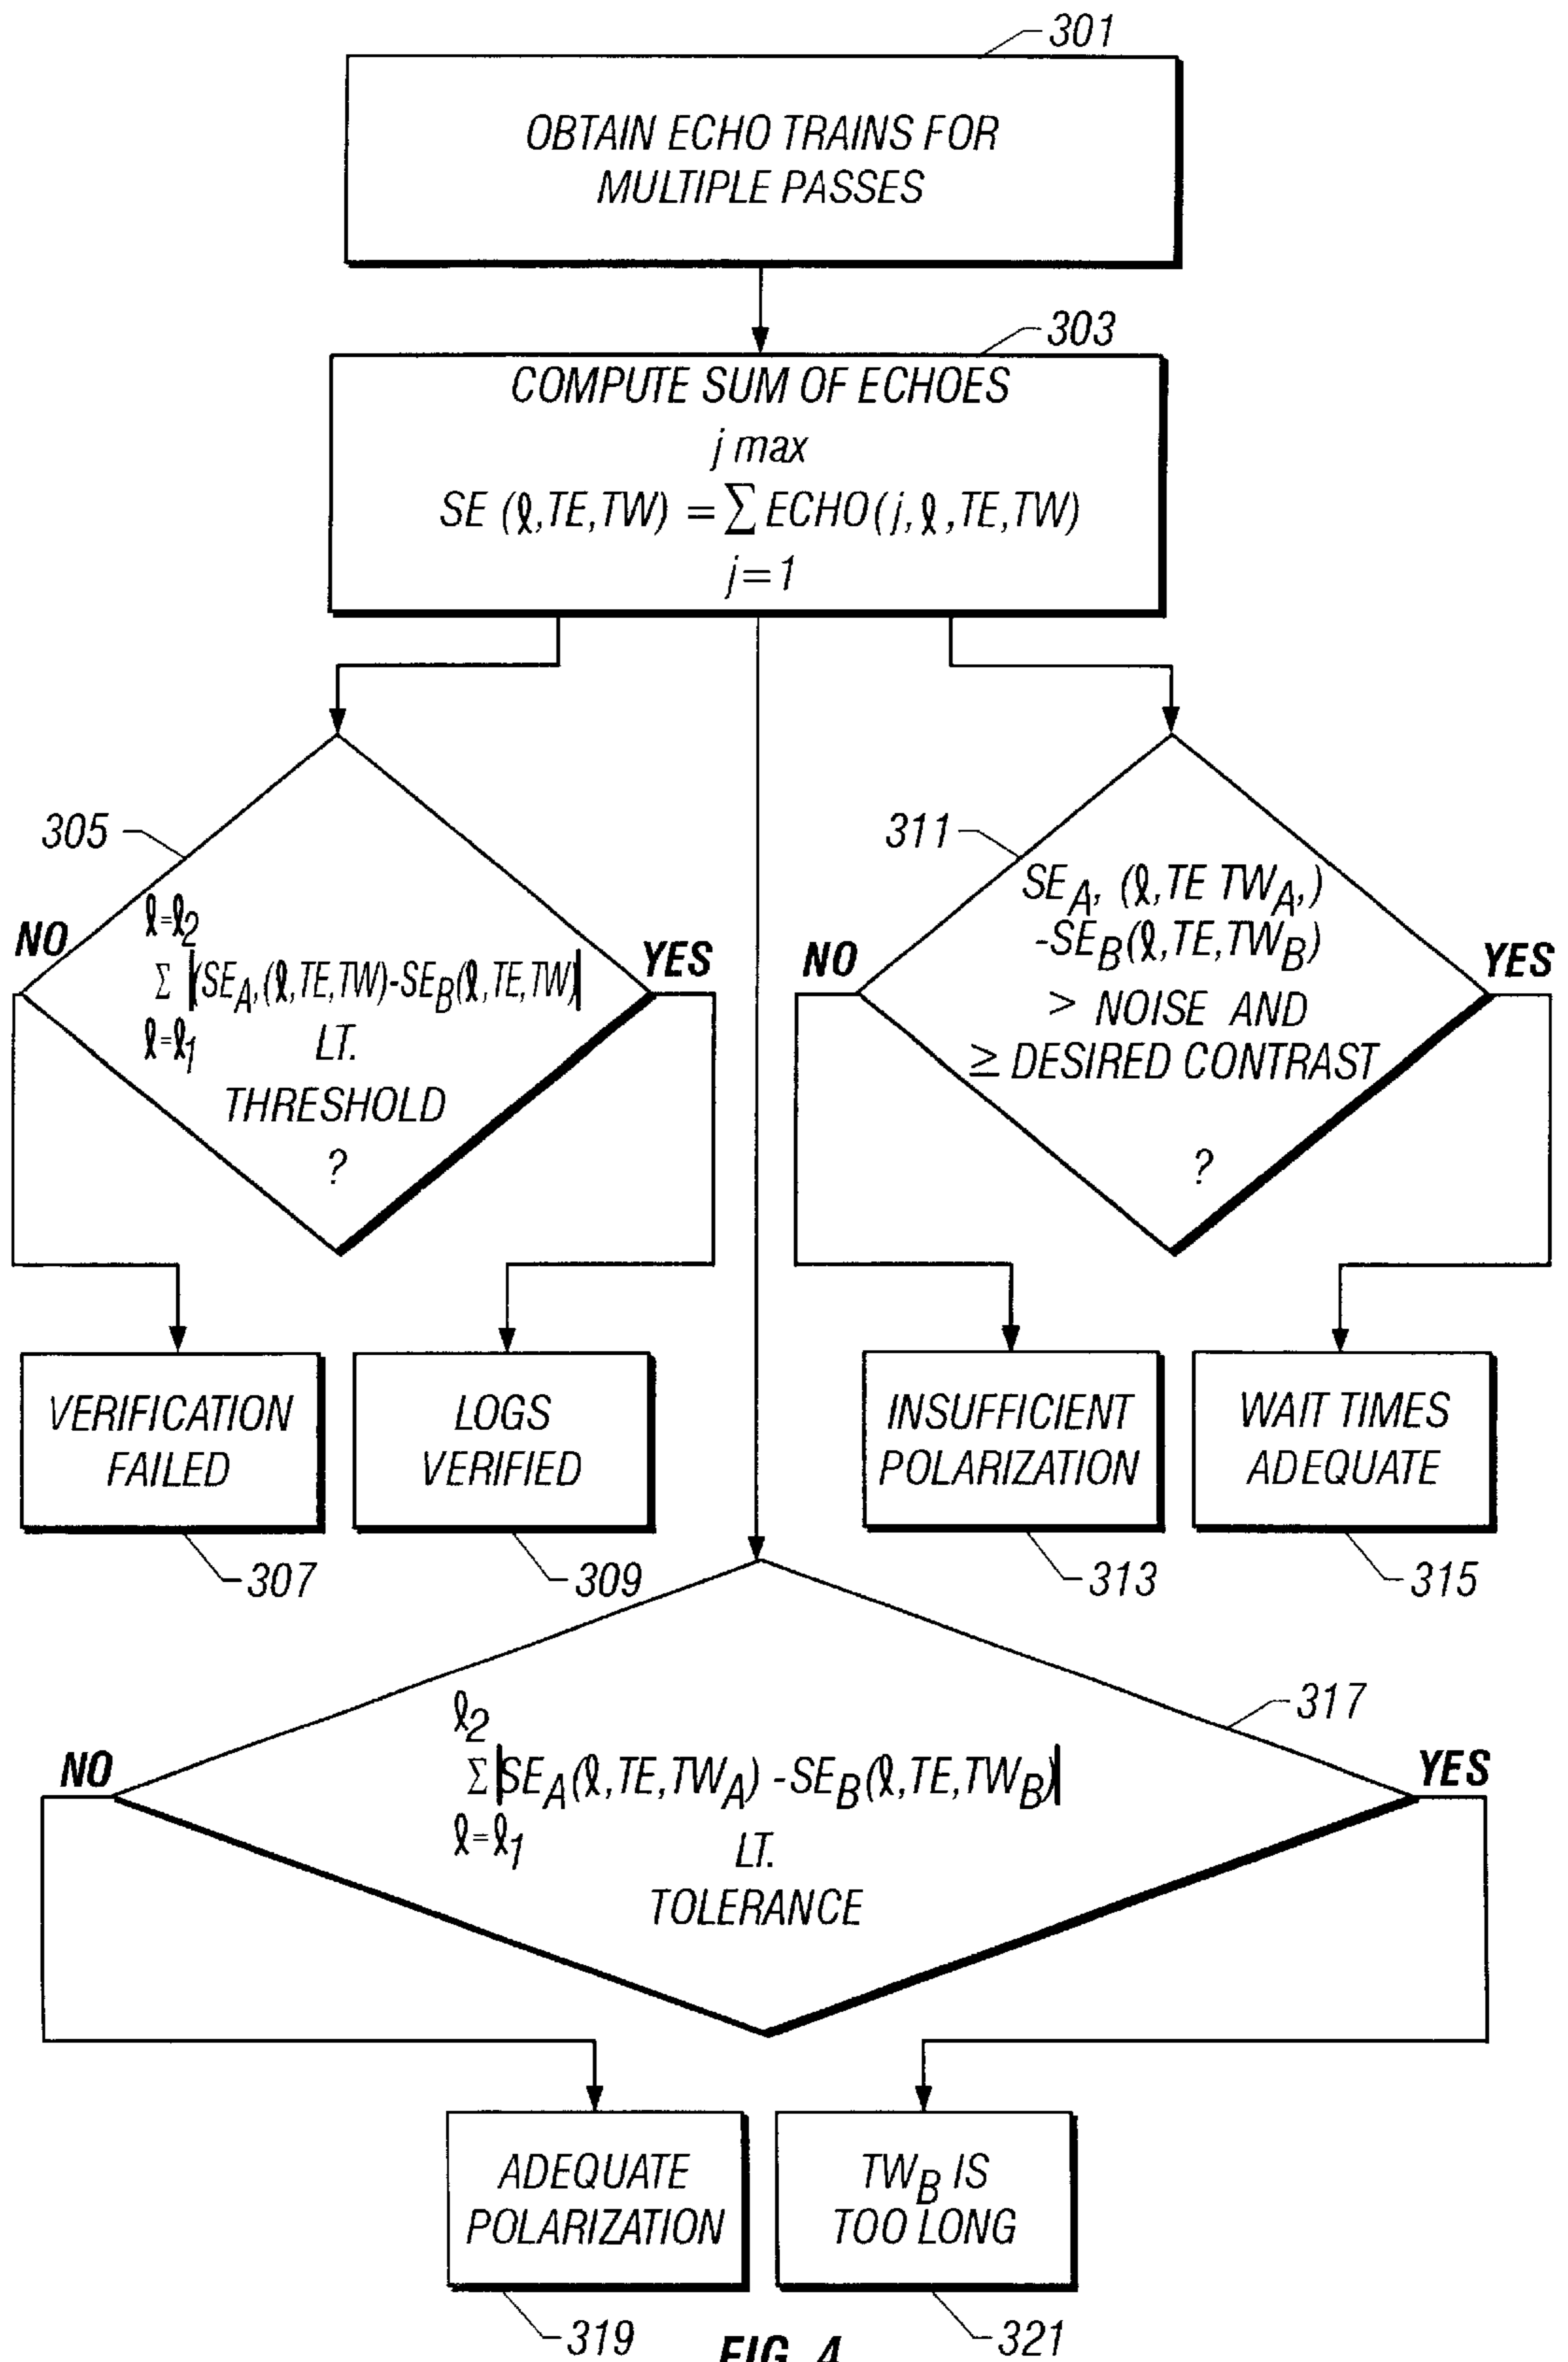 301
OBTAIN ECHO TRAINS FOR
MULTIPLE PASSES
303
COMPUTE SUM OF ECHOES
j max
SE (ℓ,TE,TW) = Σ ECHO(j,ℓ,TE,TW)
j=1
305
NO
YES
ℓ=ℓ2
Σ |(SEA,(ℓ,TE,TW)-SEB(ℓ,TE,TW)|
ℓ=ℓ1
LT.
THRESHOLD
?
311
NO
YES
SEA, (ℓ,TE TWA,)
-SEB(ℓ,TE,TWB)
> NOISE AND
≥ DESIRED CONTRAST
?
VERIFICATION
FAILED
307
LOGS
VERIFIED
309
INSUFFICIENT
POLARIZATION
313
WAIT TIMES
ADEQUATE
315
317
NO
YES
ℓ2
Σ|SEA(ℓ,TE,TWA) -SEB(ℓ,TE,TWB)|
ℓ=ℓ1
LT.
TOLERANCE
ADEQUATE
POLARIZATION
319
TWB IS
TOO LONG
321
FIG. 4